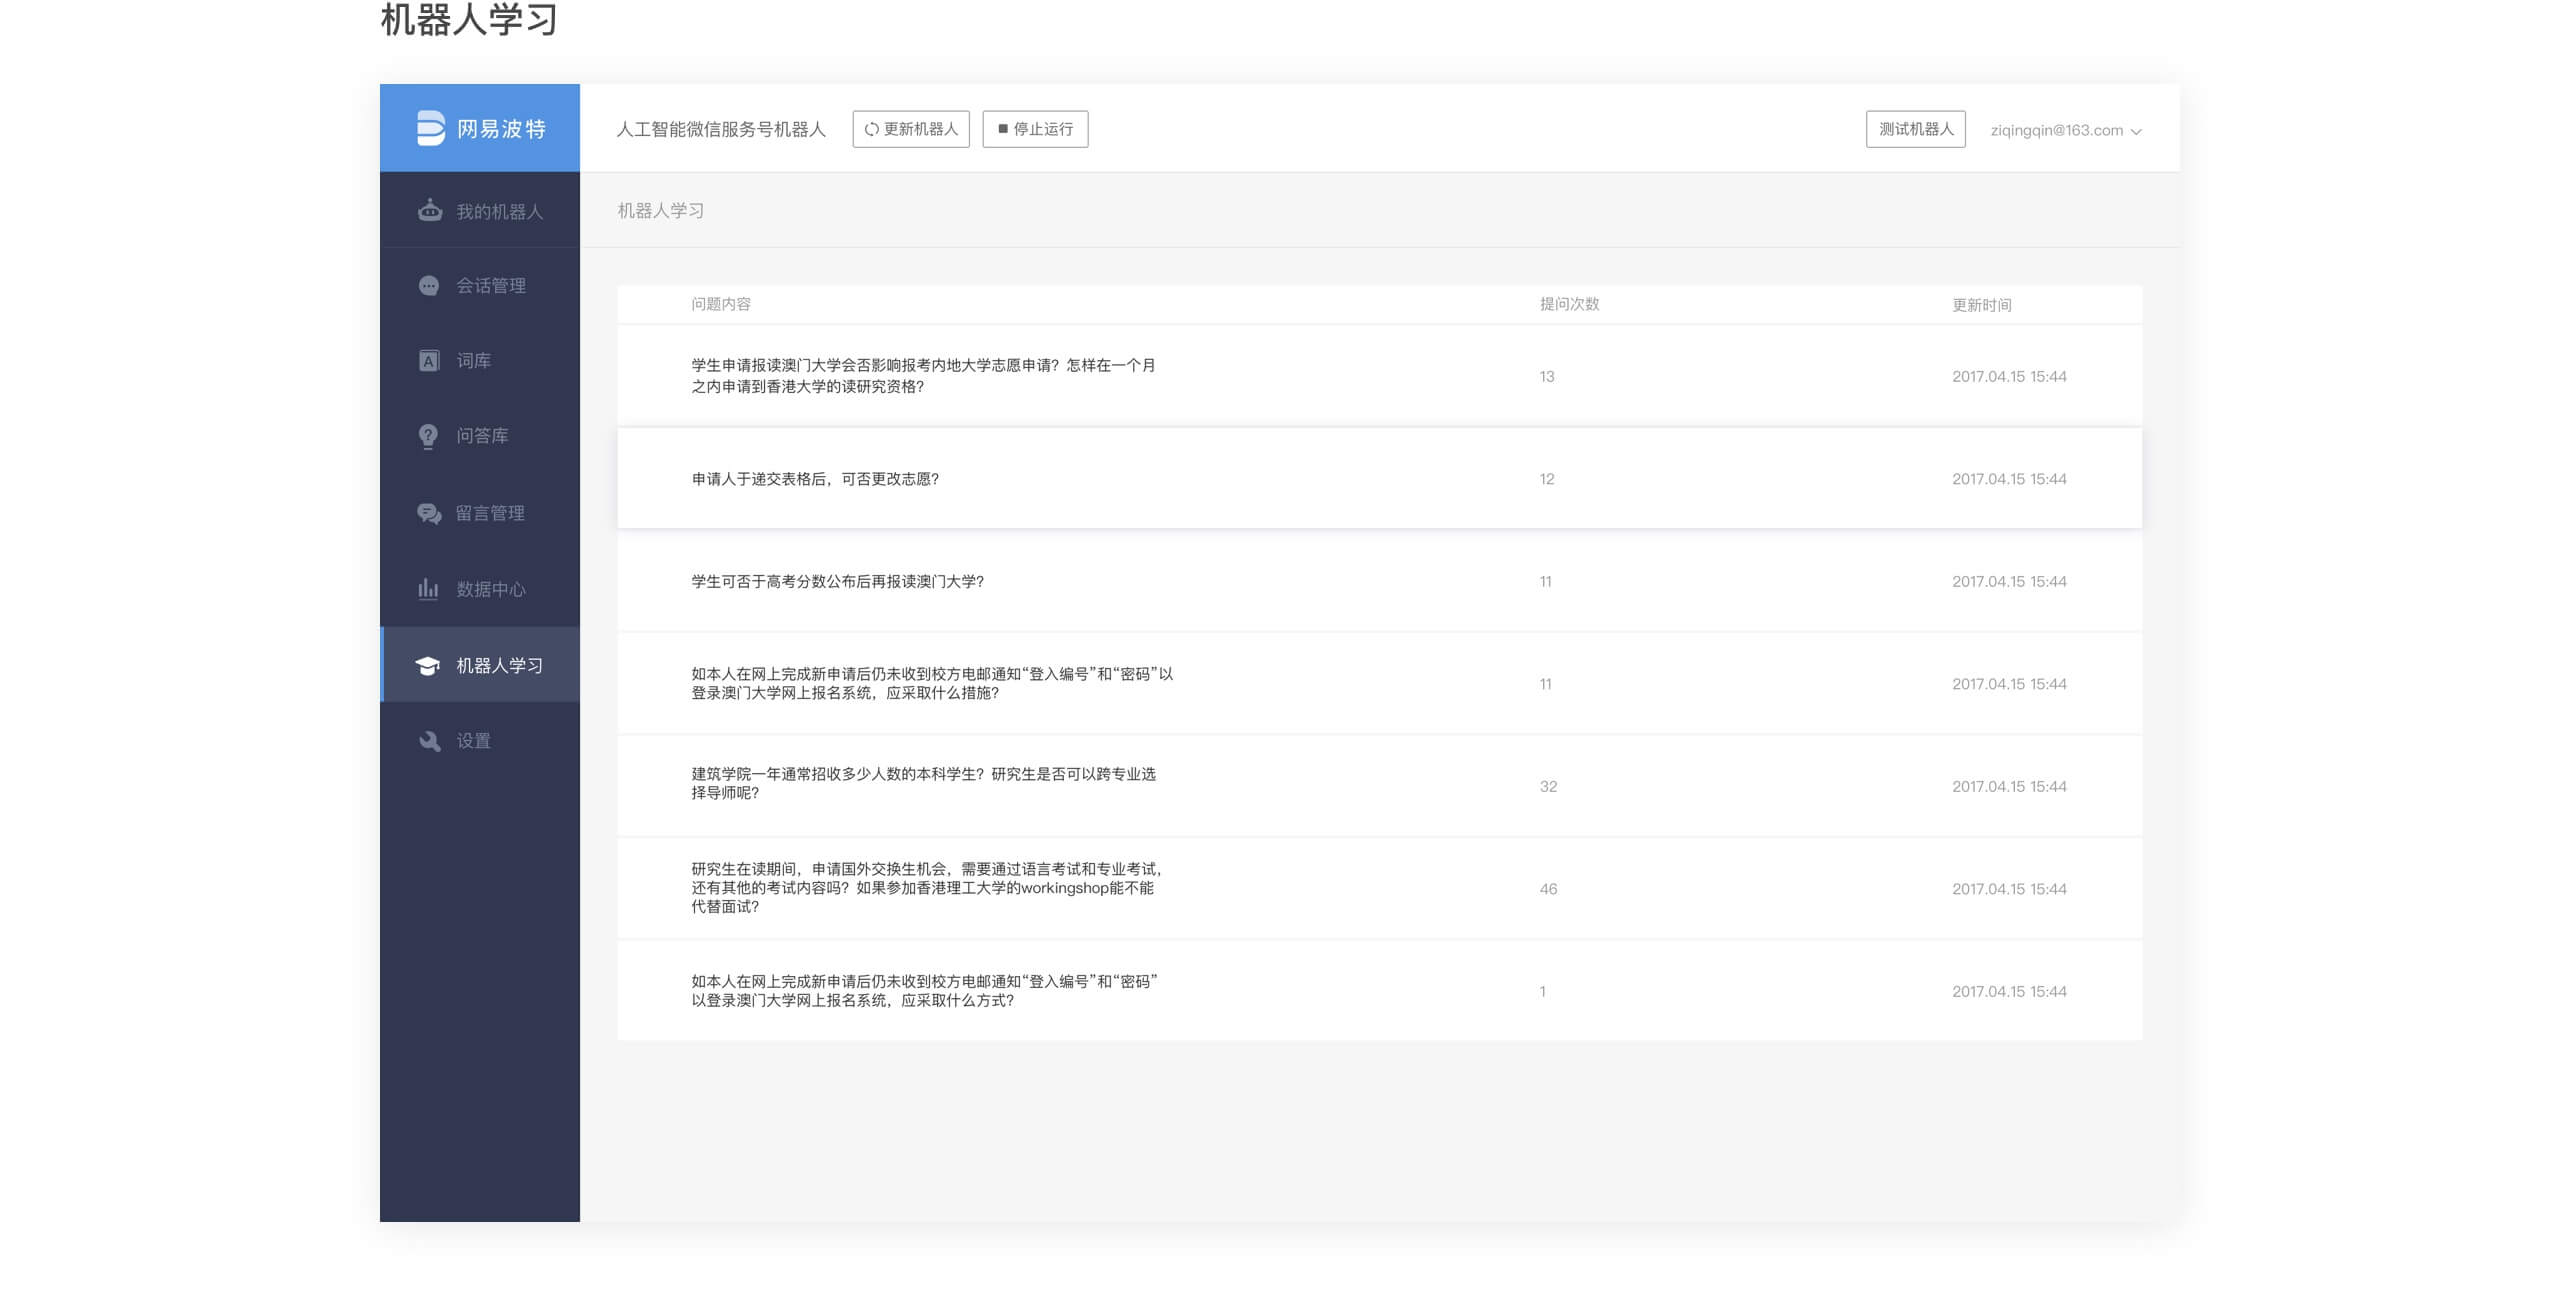 机器人学习
网易波特
人工智能微信服务号机器人
更新机器人
停止运行
测试机器人
ziqingqin@163.com
我的机器人
会话管理
词库
问答库
留言管理
数据中心
机器人学习
设置
机器人学习
问题内容 提问次数 更新时间
学生申请报读澳门大学会否影响报考内地大学志愿申请？怎样在一个月
之内申请到香港大学的读研究资格？
13 2017.04.15 15:44
申请人于递交表格后，可否更改志愿？ 12 2017.04.15 15:44
学生可否于高考分数公布后再报读澳门大学？ 11 2017.04.15 15:44
如本人在网上完成新申请后仍未收到校方电邮通知“登入编号”和“密码”以
登录澳门大学网上报名系统，应采取什么措施？
11 2017.04.15 15:44
建筑学院一年通常招收多少人数的本科学生？研究生是否可以跨专业选
择导师呢？
32 2017.04.15 15:44
研究生在读期间，申请国外交换生机会，需要通过语言考试和专业考试，
还有其他的考试内容吗？如果参加香港理工大学的workingshop能不能
代替面试？
46 2017.04.15 15:44
如本人在网上完成新申请后仍未收到校方电邮通知“登入编号”和“密码”
以登录澳门大学网上报名系统，应采取什么方式？
1 2017.04.15 15:44